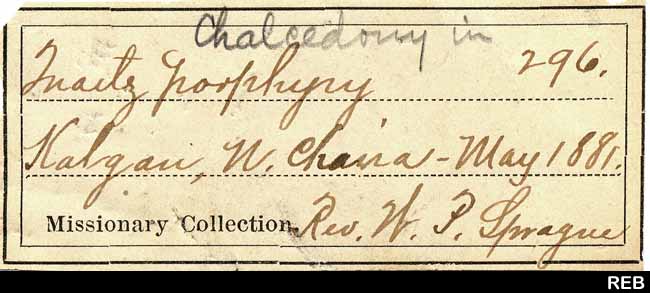 Chalcedony in
Quartz porphyry 296.
Kalgan, N. China - May 1881.
Missionary Collection - Rev. W. P. Sprague
REB